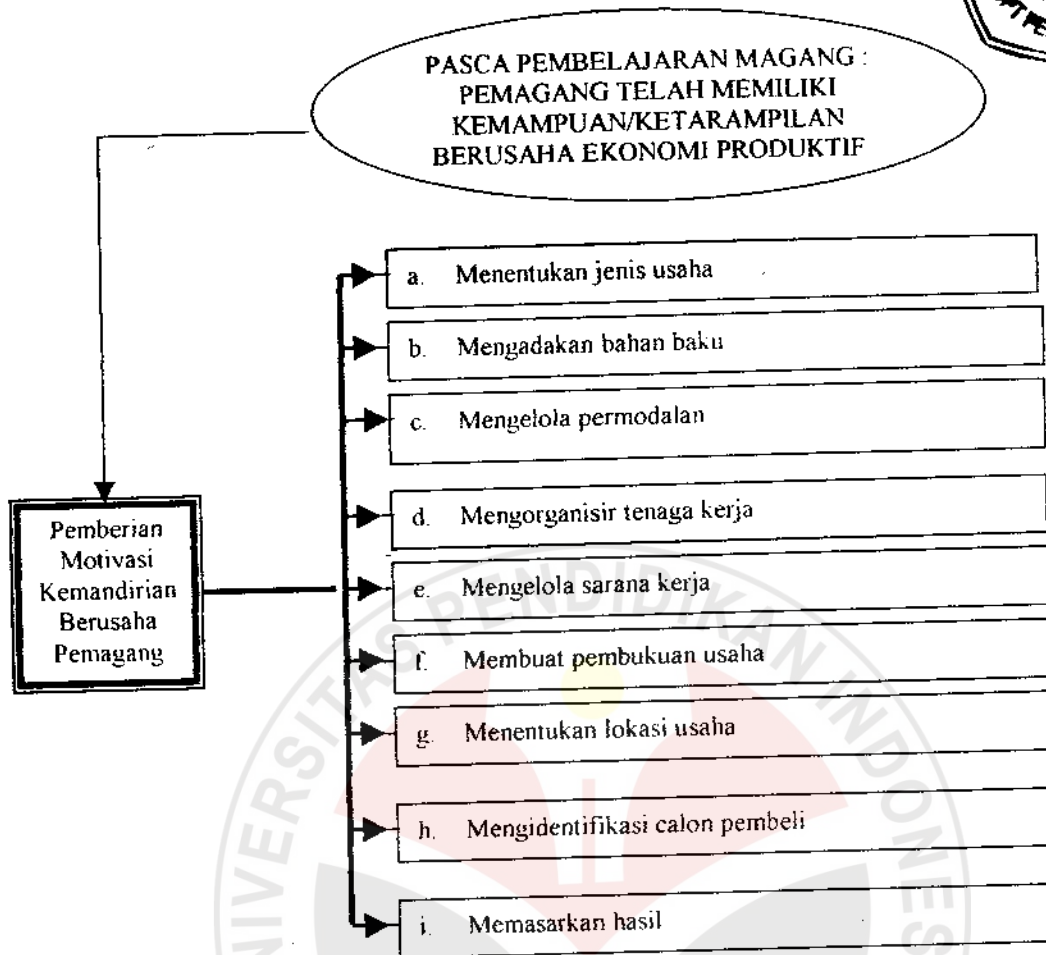 PASCA PEMBELAJARAN MAGANG :
PEMAGANG TELAH MEMILIKI
KEMAMPUAN/KETARAMPILAN
BERUSAHA EKONOMI PRODUKTIF
a. Menentukan jenis usaha
b. Mengadakan bahan baku
c. Mengelola permodalan
d. Mengorganisir tenaga kerja
Pemberian
Motivasi
Kemandirian
Berusaha
Pemagang
e. Mengelola sarana kerja
f. Membuat pembukuan usaha
g. Menentukan lokasi usaha
h. Mengidentifikasi calon pembeli
i. Memasarkan hasil